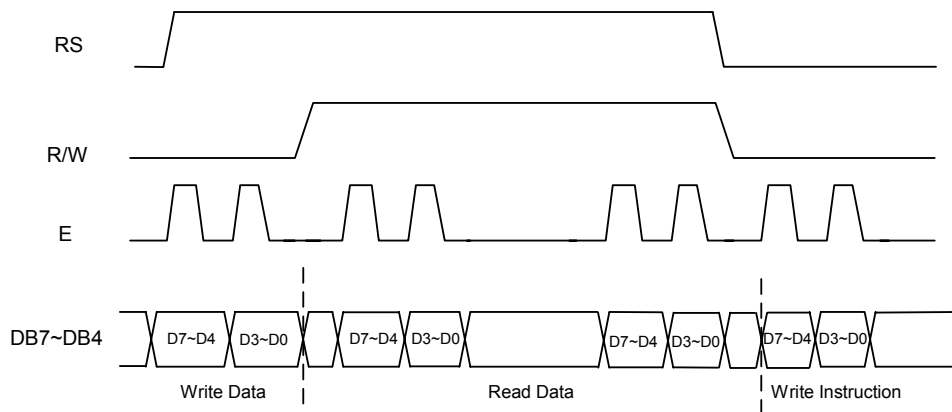 RS
R/W
E
DB7~DB4
D7~D4 D3~D0 D7~D4 D3~D0 D7~D4 D3~D0 D7~D4 D3~D0
Write Data Read Data Write Instruction